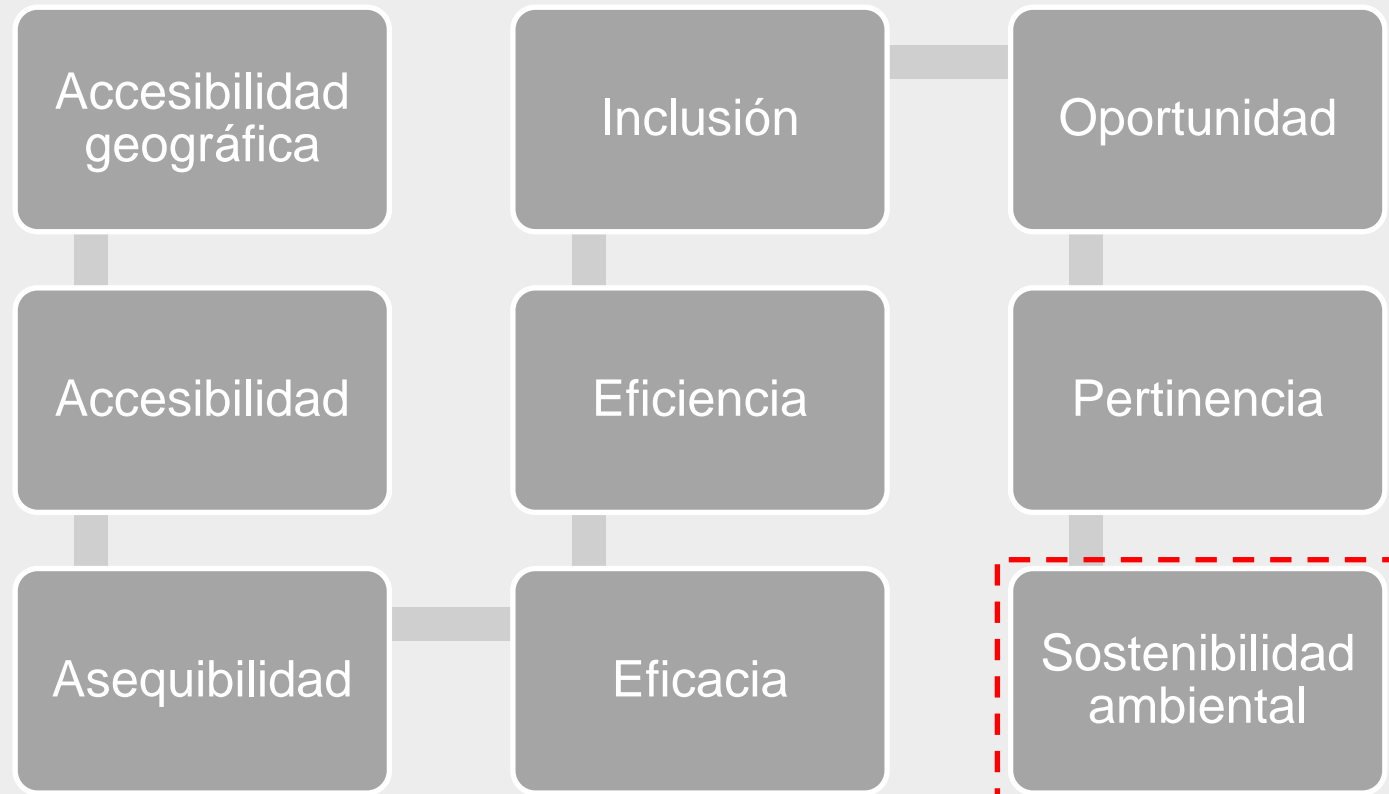 Accesibilidad
geográfica
Accesibilidad
Asequibilidad
Eficacia
Eficiencia
Inclusión
Oportunidad
Pertinencia
Sostenibilidad
ambiental